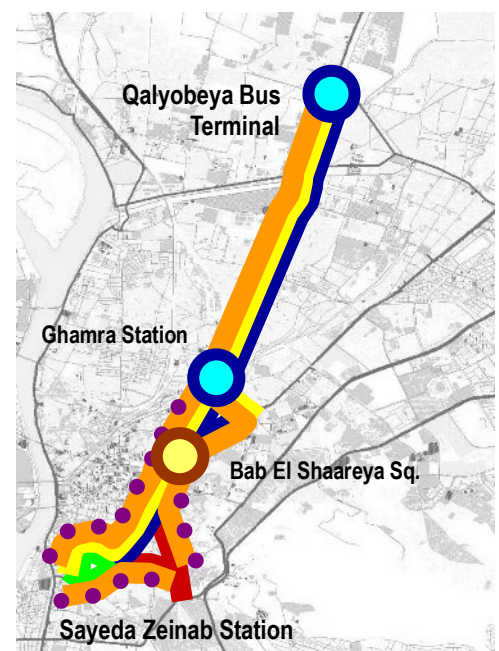 Qalyobeya Bus
Terminal
Ghamra Station
Bab El Shaareya Sq.
Sayeda Zeinab Station